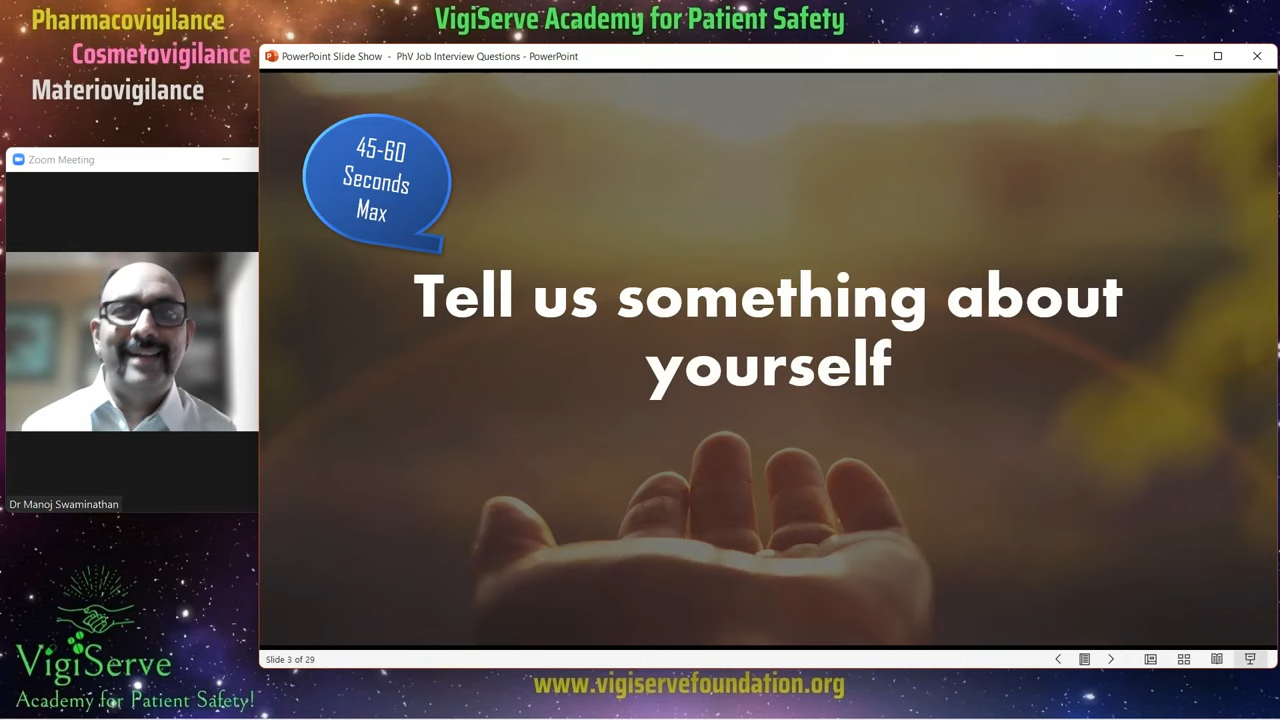 Pharmacovigilance
Cosmetovigilance
Materiovigilance
VigiServe Academy for Patient Safety
PowerPoint Slide Show - PhV Job Interview Questions - PowerPoint
Zoom Meeting
Dr Manoj Swaminathan
45-60
Seconds
Max
Tell us something about
yourself
Slide 3 of 29
VigiServe
Academy for Patient Safety!
www.vigiservefoundation.org